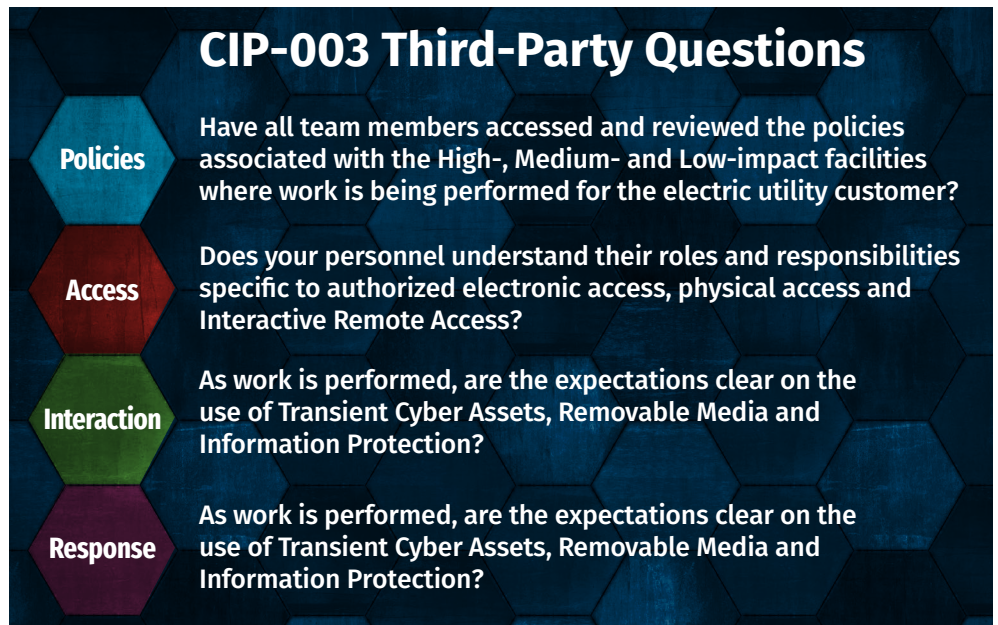 CIP-003 Third-Party Questions
Policies
Have all team members accessed and reviewed the policies
associated with the High-, Medium- and Low-impact facilities
where work is being performed for the electric utility customer?
Access
Does your personnel understand their roles and responsibilities
specific to authorized electronic access, physical access and
Interactive Remote Access?
Interaction
As work is performed, are the expectations clear on the
use of Transient Cyber Assets, Removable Media and
Information Protection?
Response
As work is performed, are the expectations clear on the
use of Transient Cyber Assets, Removable Media and
Information Protection?